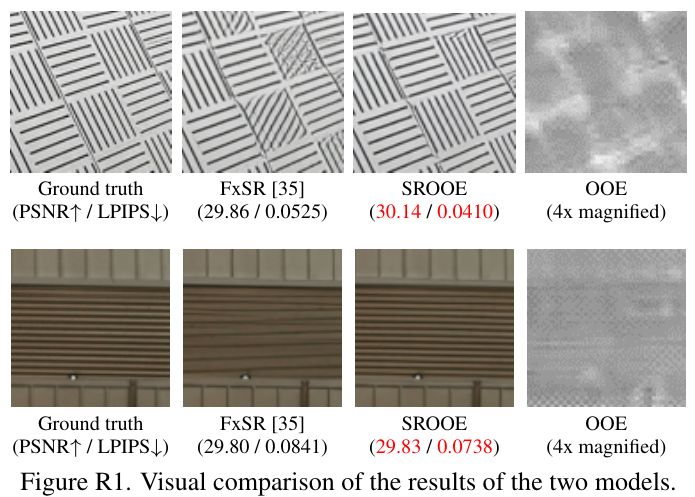 Ground truth FxSR [35] SROOE OOE
(PSNR↑ / LPIPS↓) (29.86 / 0.0525) (30.14 / 0.0410) (4x magnified)
Ground truth FxSR [35] SROOE OOE
(PSNR↑ / LPIPS↓) (29.80 / 0.0841) (29.83 / 0.0738) (4x magnified)
Figure R1. Visual comparison of the results of the two models.